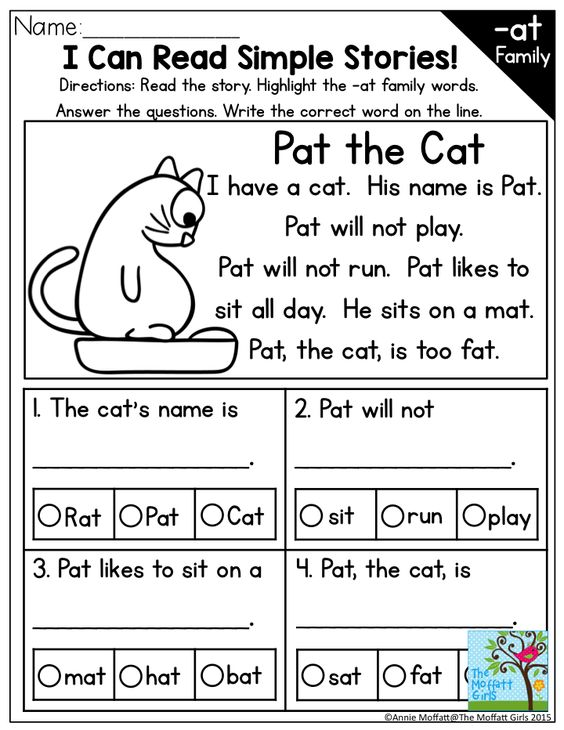 Name:_______________
-at
Family
I Can Read Simple Stories!
Directions: Read the story. Highlight the -at family words.
Answer the questions. Write the correct word on the line.
Pat the Cat
I have a cat. His name is Pat.
Pat will not play.
Pat will not run. Pat likes to
sit all day. He sits on a mat.
Pat, the cat, is too fat.
1. The cat's name is
_______________.
Rat Pat Cat
2. Pat will not
_______________.
sit run play
3. Pat likes to sit on a
_______________.
mat hat bat
4. Pat, the cat, is
_______________.
sat fat
The
Moffatt
Girls
©Annie Moffatt@The Moffatt Girls 2015